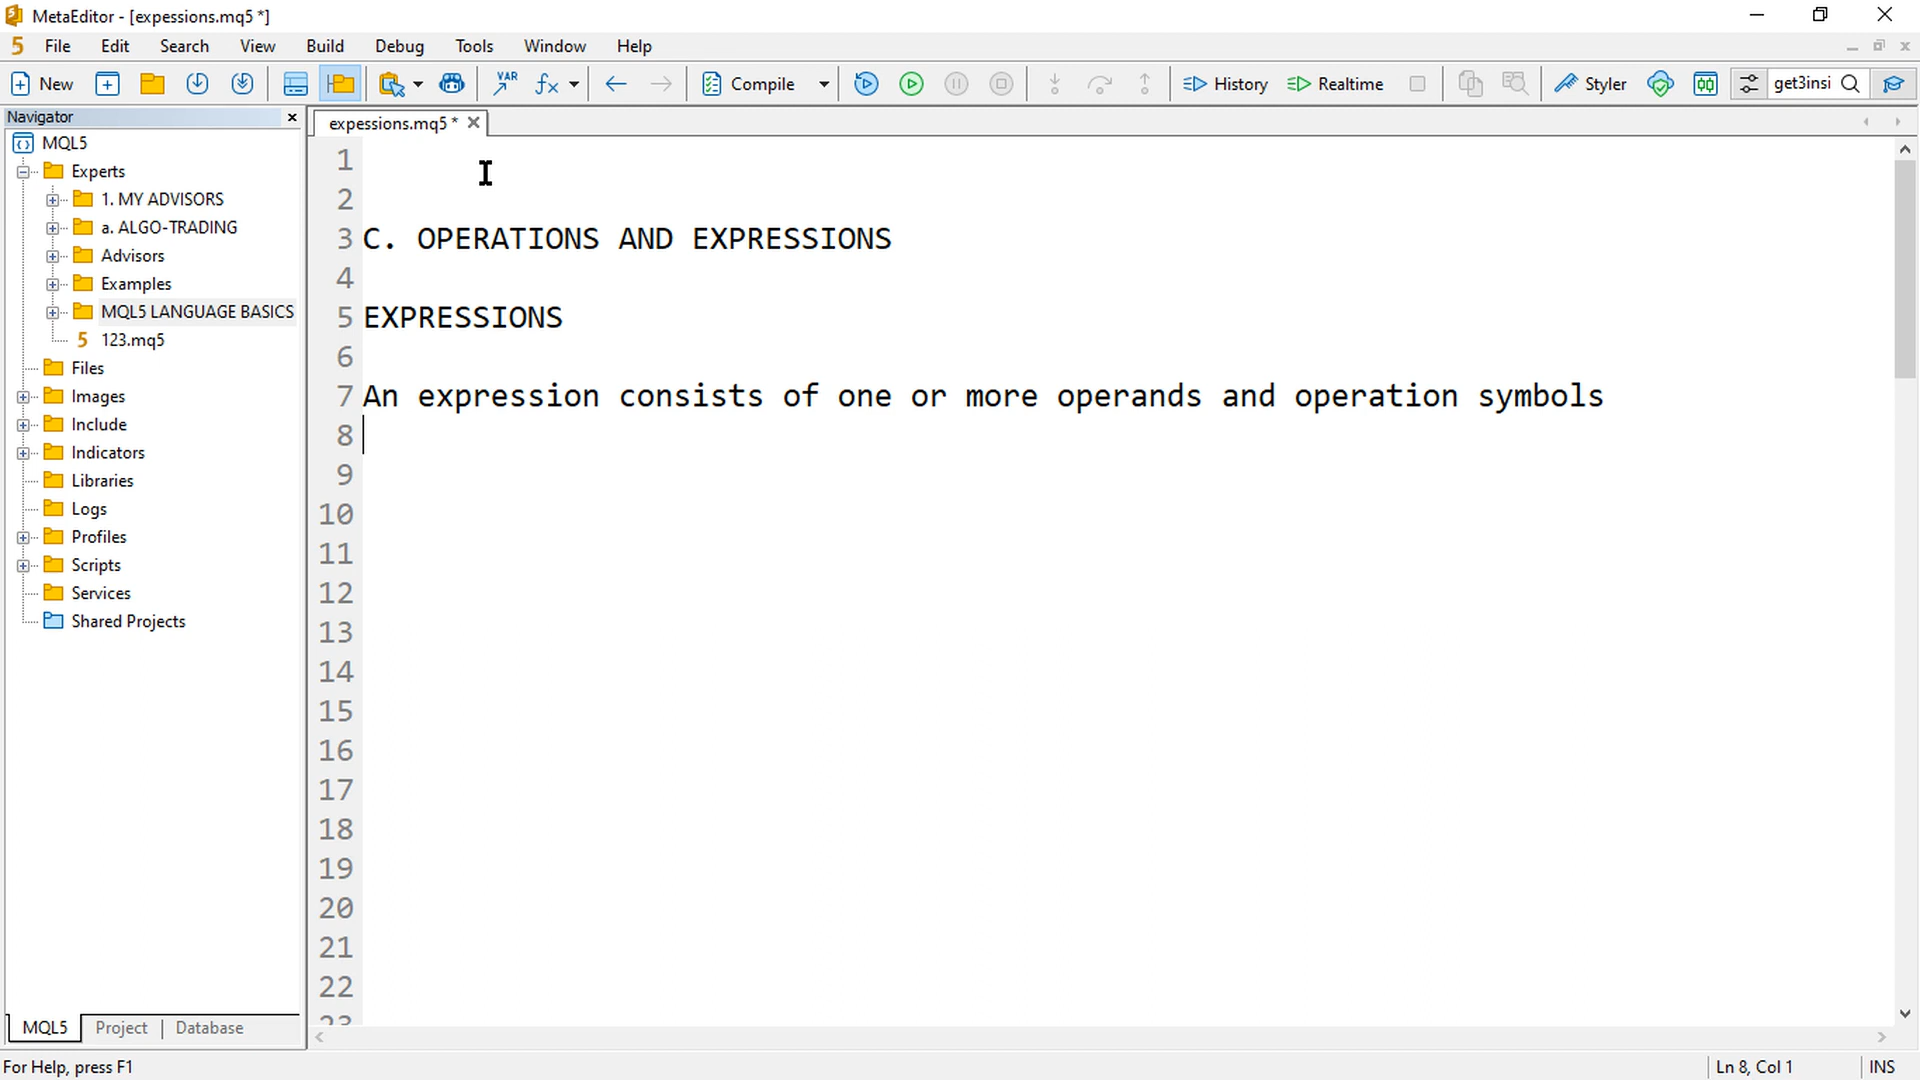 MetaEditor - [expessions.mq5 *]
5 File Edit Search View Build Debug Tools Window Help
New VAR Compile History Realtime Styler get3insi
Navigator
expessions.mq5 *
MQL5
Experts
1. MY ADVISORS
a. ALGO-TRADING
Advisors
Examples
MQL5 LANGUAGE BASICS
5 123.mq5
Files
Images
Include
Indicators
Libraries
Logs
Profiles
Scripts
Services
Shared Projects
1
2
3 C. OPERATIONS AND EXPRESSIONS
4
5 EXPRESSIONS
6
7 An expression consists of one or more operands and operation symbols
8
9
10
11
12
13
14
15
16
17
18
19
20
21
22
23
MQL5 Project Database
For Help, press F1 Ln 8, Col 1 INS